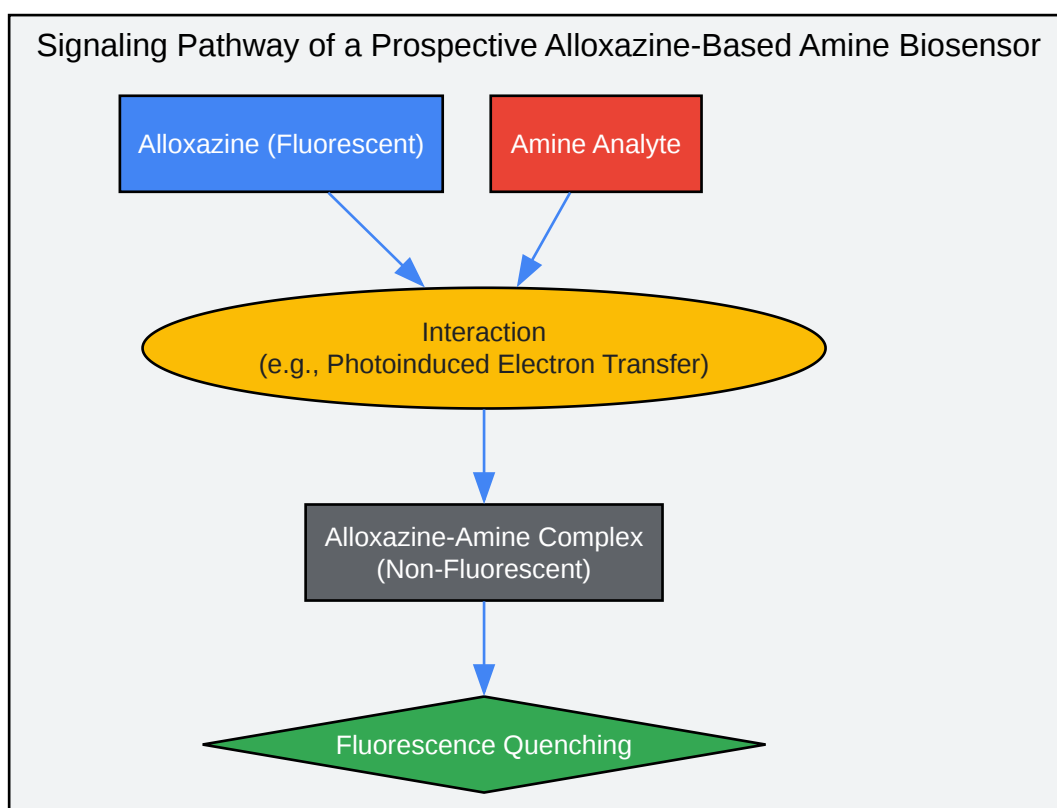 Signaling Pathway of a Prospective Alloxazine-Based Amine Biosensor
Alloxazine (Fluorescent)
Amine Analyte
Interaction
(e.g., Photoinduced Electron Transfer)
Alloxazine-Amine Complex
(Non-Fluorescent)
Fluorescence Quenching